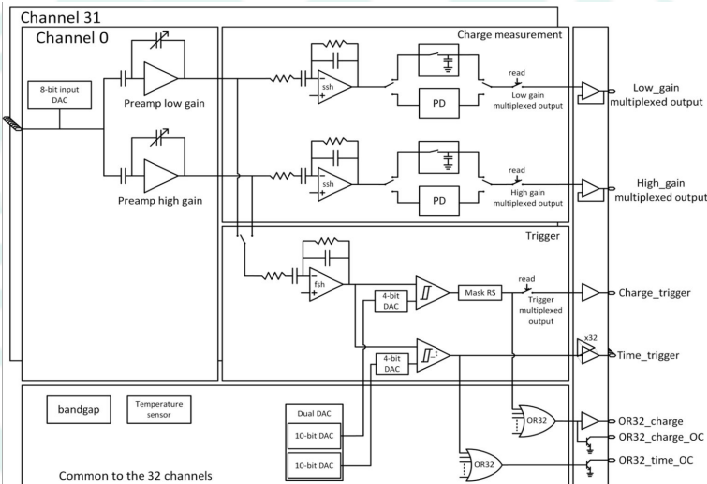 Channel 31
Channel 0
Charge measurement
8-bit input
DAC
Preamp low gain
ssh
PD
read
Low gain
multiplexed output
Low_gain
multiplexed output
Preamp high gain
ssh
PD
read
High gain
multiplexed output
High_gain
multiplexed output
Trigger
fsh
4-bit
DAC
Mask RS
read
Trigger
multiplexed
output
Charge_trigger
4-bit
DAC
x32
Time_trigger
bandgap
Temperature
sensor
Dual DAC
10-bit DAC
10-bit DAC
OR32
OR32
OR32_charge
OR32_charge_OC
OR32_time_OC
Common to the 32 channels